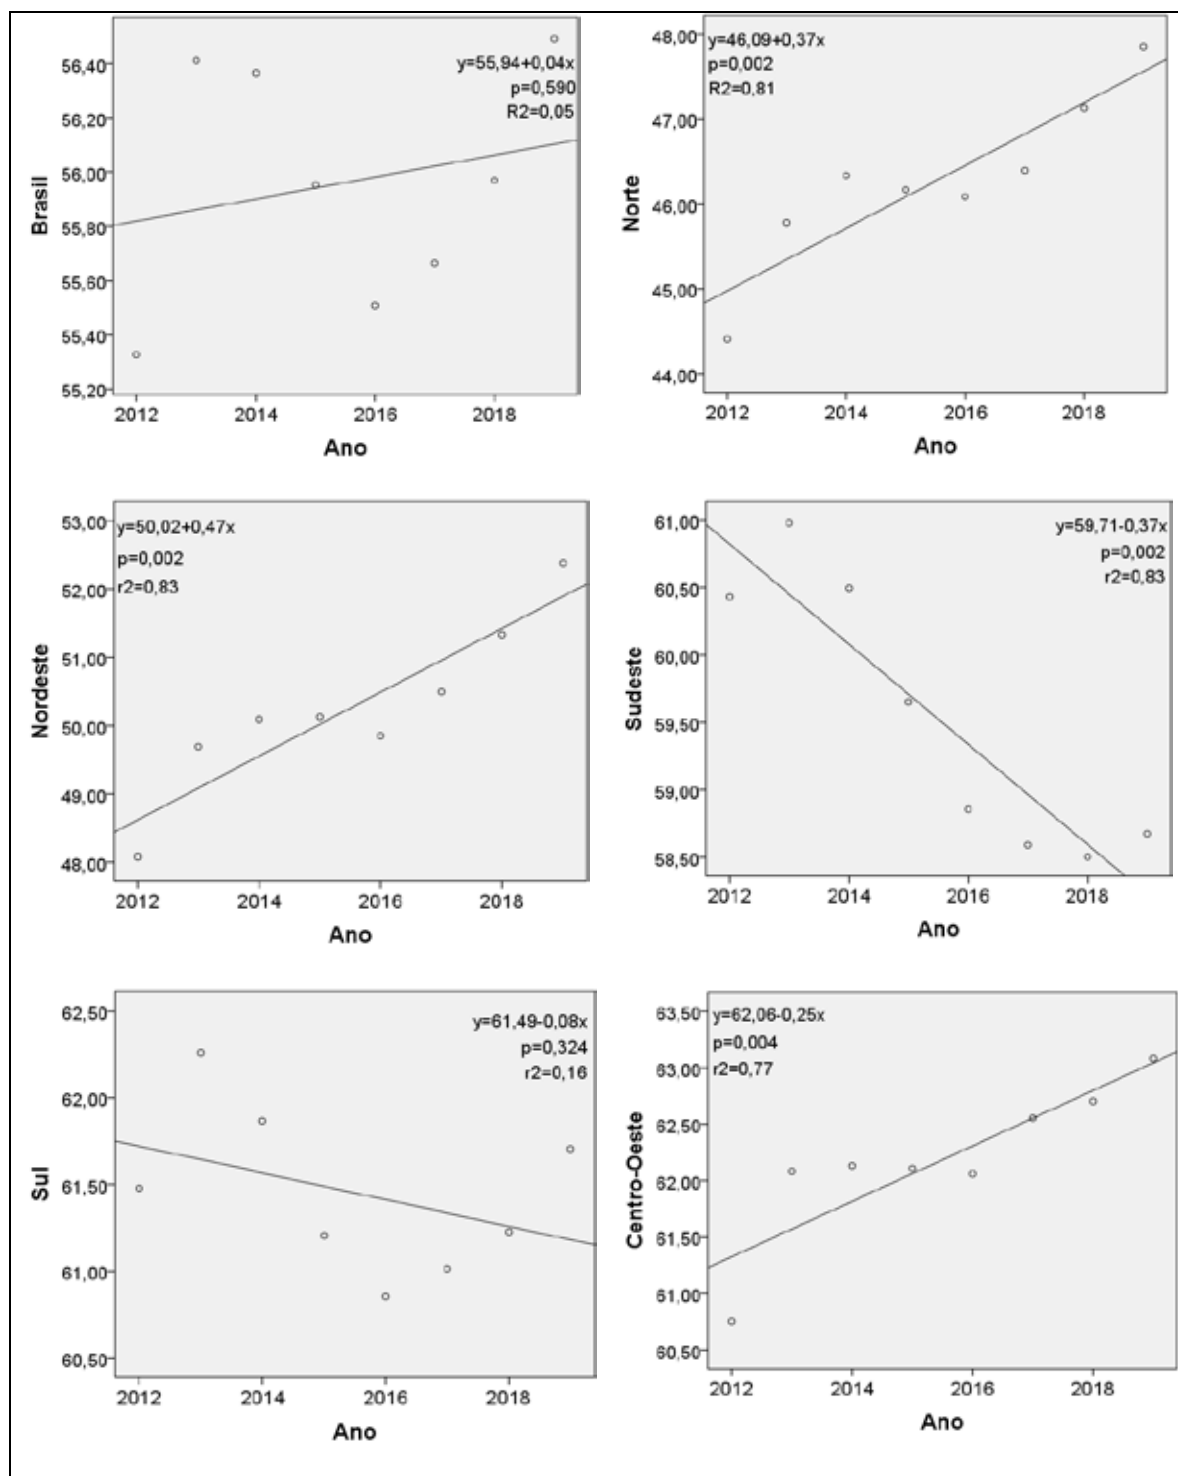 Brasil
56,40
56,20
56,00
55,80
55,60
55,40
55,20
y=55,94+0,04x
p=0,590
R2=0,05
2012 2014 2016 2018
Ano
Norte
48,00
47,00
46,00
45,00
44,00
y=46,09+0,37x
p=0,002
R2=0,81
2012 2014 2016 2018
Ano
Nordeste
53,00
52,00
51,00
50,00
49,00
48,00
y=50,02+0,47x
p=0,002
r2=0,83
2012 2014 2016 2018
Ano
Sudeste
61,00
60,50
60,00
59,50
59,00
58,50
y=59,71-0,37x
p=0,002
r2=0,83
2012 2014 2016 2018
Ano
Sul
62,50
62,00
61,50
61,00
60,50
y=61,49-0,08x
p=0,324
r2=0,16
2012 2014 2016 2018
Ano
Centro-Oeste
63,50
63,00
62,50
62,00
61,50
61,00
60,50
y=62,06-0,25x
p=0,004
r2=0,77
2012 2014 2016 2018
Ano